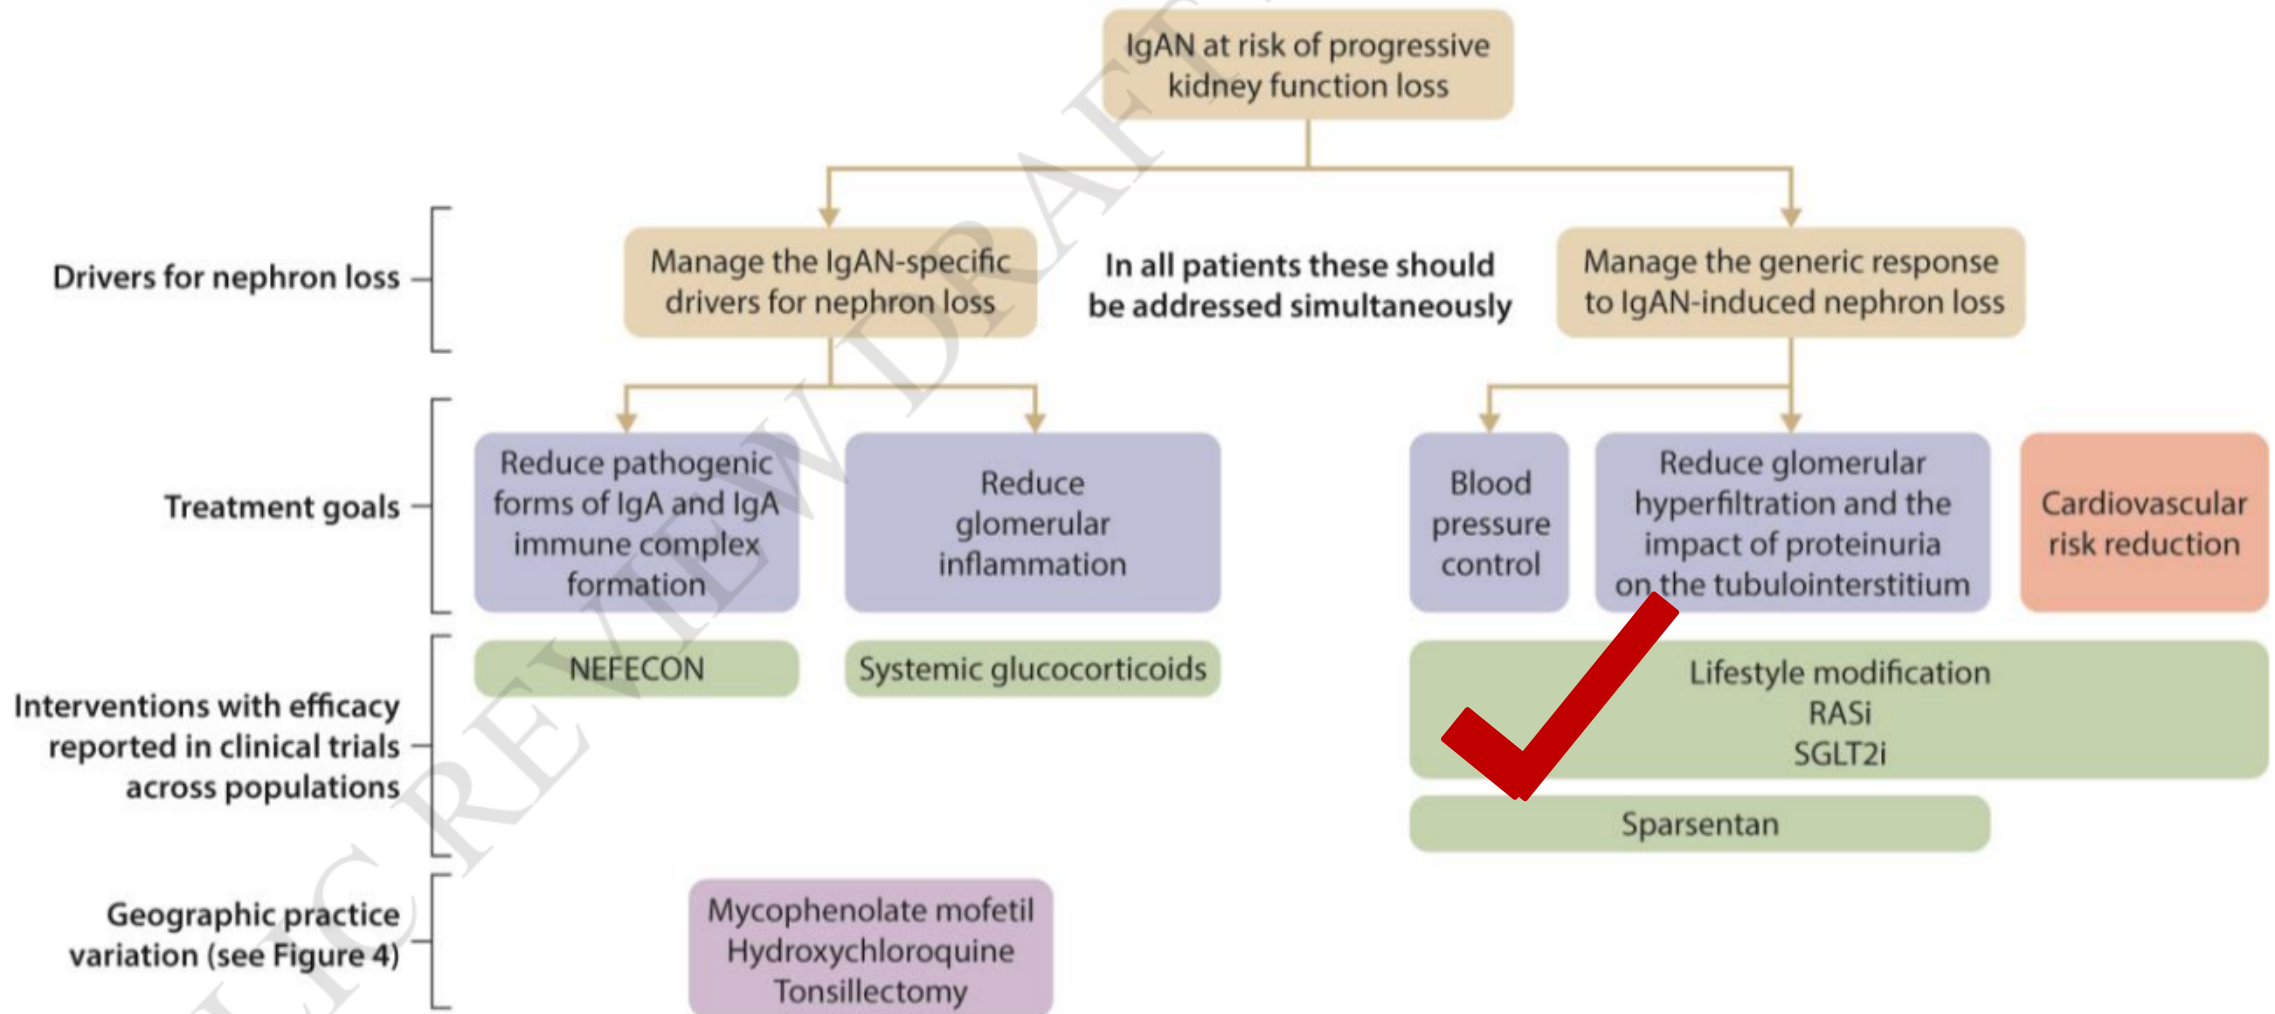 IgAN at risk of progressive
kidney function loss
Drivers for nephron loss
Manage the IgAN-specific
drivers for nephron loss
In all patients these should
be addressed simultaneously
Manage the generic response
to IgAN-induced nephron loss
Treatment goals
Reduce pathogenic
forms of IgA and IgA
immune complex
formation
Reduce
glomerular
inflammation
Blood
pressure
control
Reduce glomerular
hyperfiltration and the
impact of proteinuria
on the tubulointerstitium
Cardiovascular
risk reduction
Interventions with efficacy
reported in clinical trials
across populations
NEFECON
Systemic glucocorticoids
Lifestyle modification
RASi
SGLT2i
Sparsentan
Geographic practice
variation (see Figure 4)
Mycophenolate mofetil
Hydroxychloroquine
Tonsillectomy
LIC REVIEW DRAFT